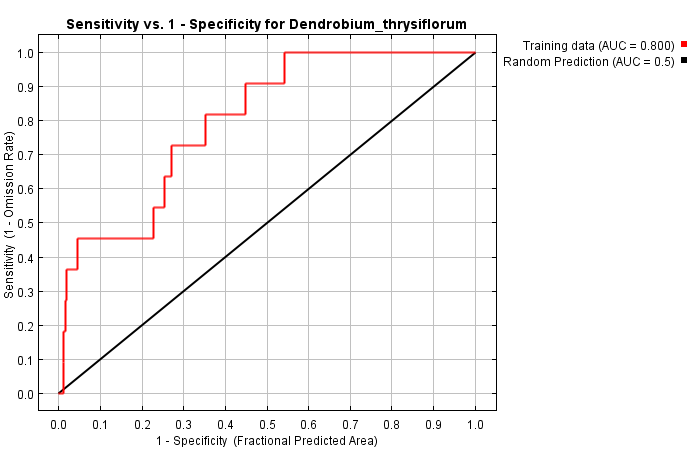 Sensitivity vs. 1 - Specificity for Dendrobium_thrysiflorum
Training data (AUC = 0.800)
Random Prediction (AUC = 0.5)
Sensitivity (1 - Omission Rate)
1.0
0.9
0.8
0.7
0.6
0.5
0.4
0.3
0.2
0.1
0.0
0.0 0.1 0.2 0.3 0.4 0.5 0.6 0.7 0.8 0.9 1.0
1 - Specificity (Fractional Predicted Area)